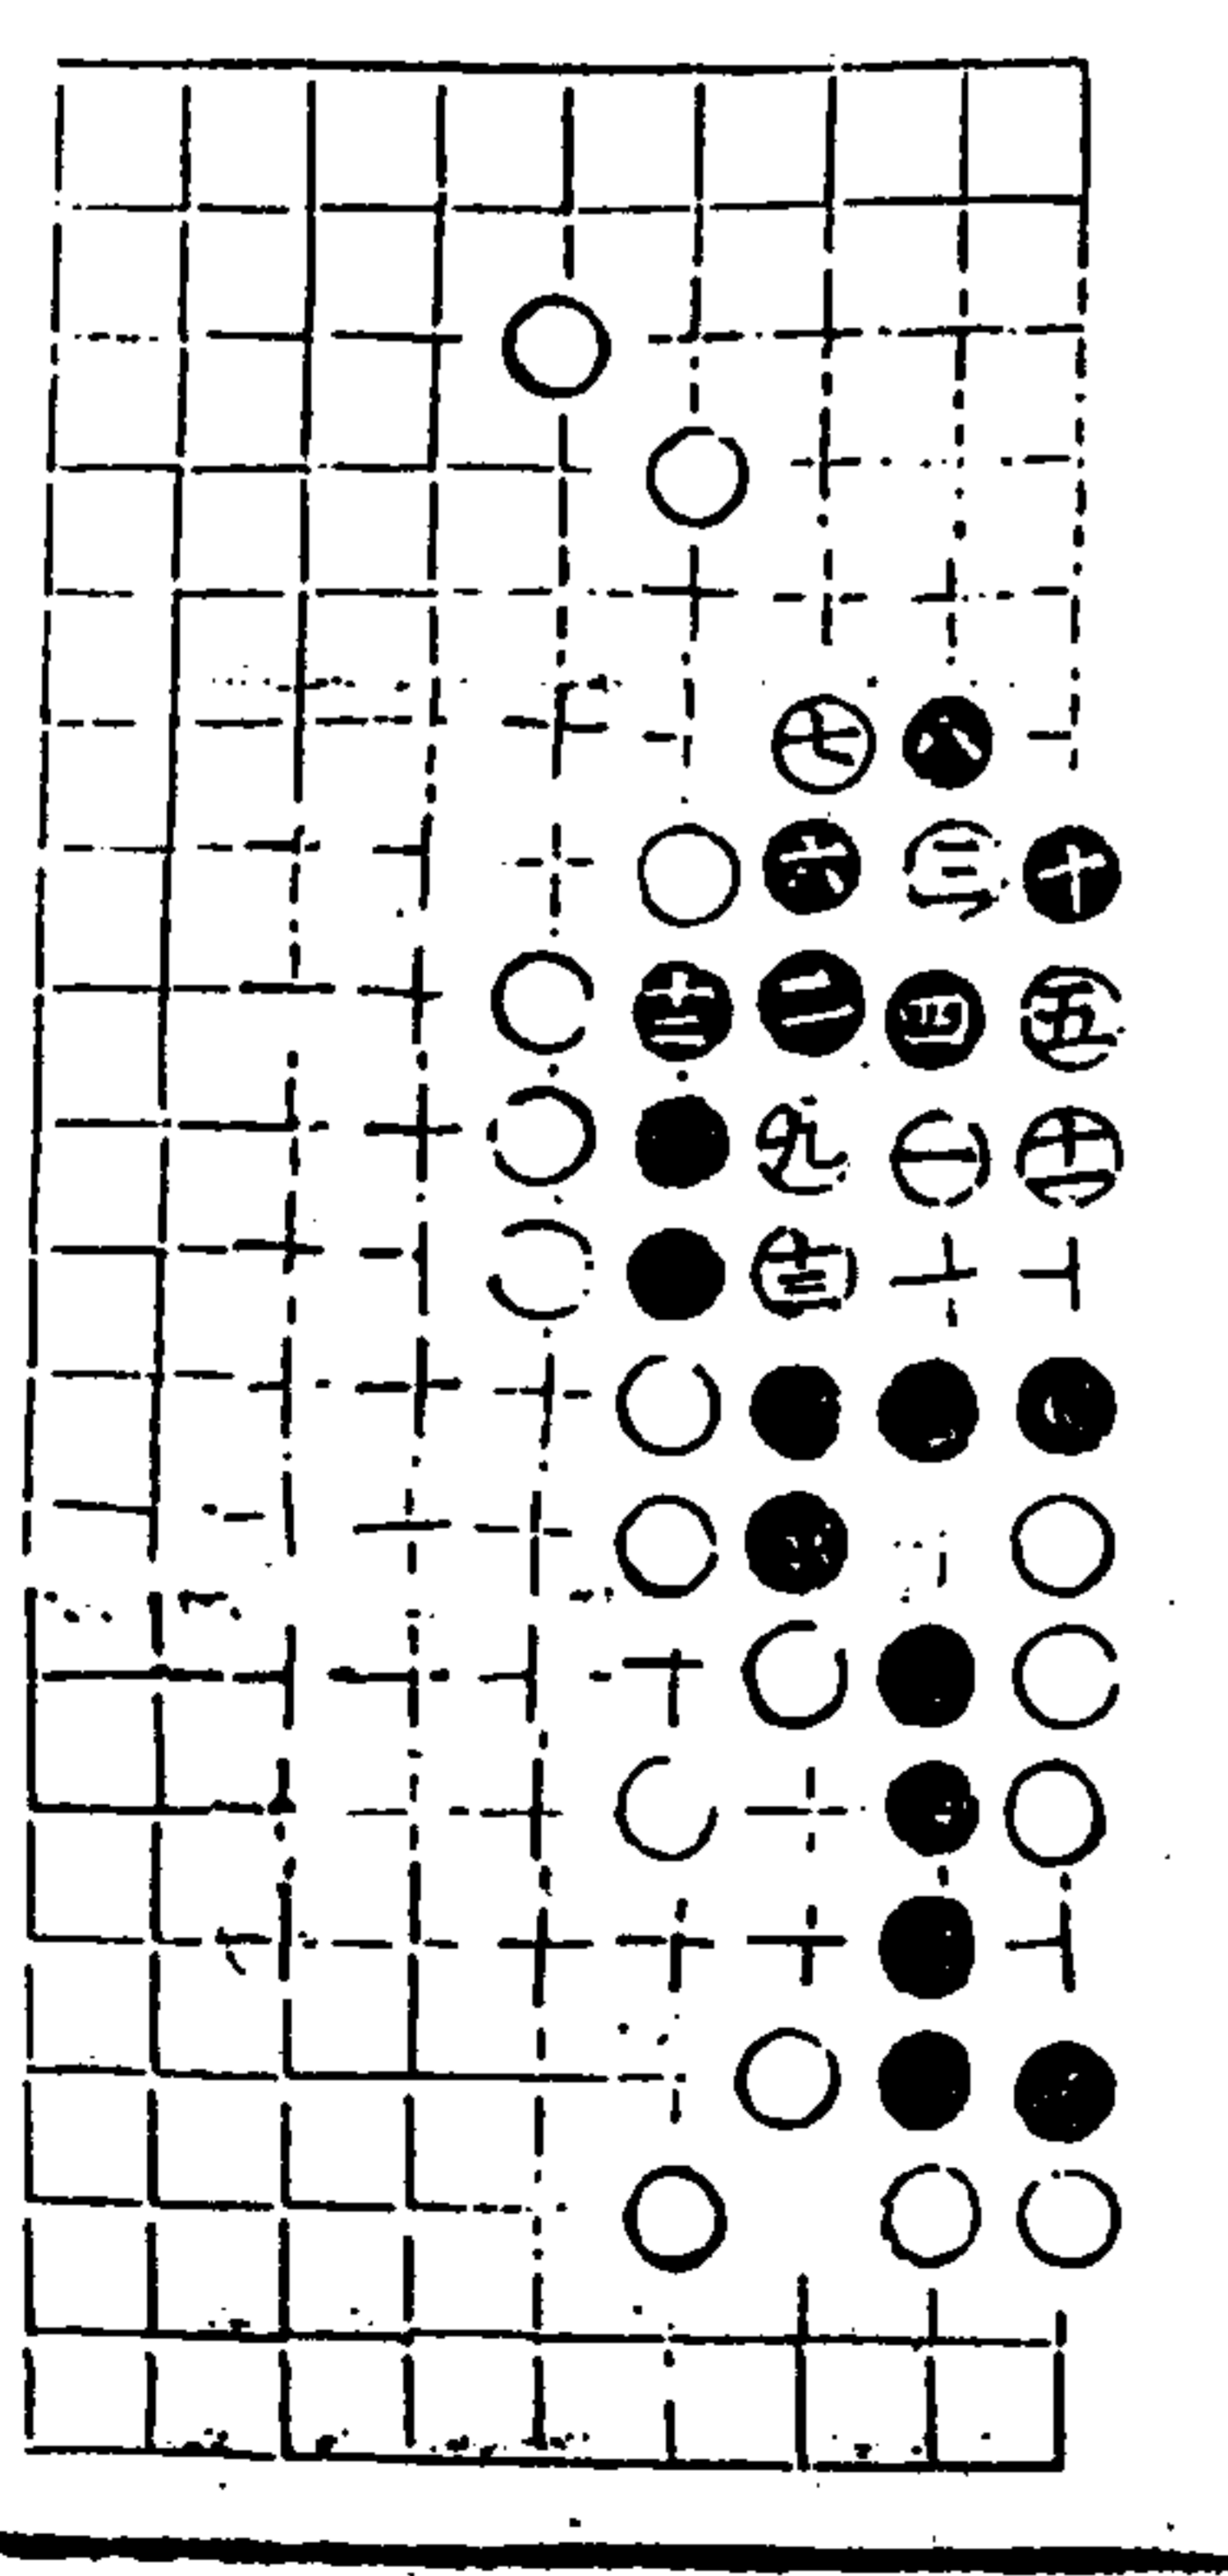 七 八
六 三 十
十二 二 四 五
九 一 十一
十三